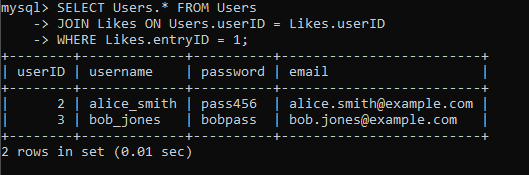 mysql> SELECT Users.* FROM Users
    -> JOIN Likes ON Users.userID = Likes.userID
    -> WHERE Likes.entryID = 1;
+--------+-------------+----------+-------------------------+
| userID | username    | password | email                   |
+--------+-------------+----------+-------------------------+
|      2 | alice_smith | pass456  | alice.smith@example.com |
|      3 | bob_jones   | bobpass  | bob.jones@example.com   |
+--------+-------------+----------+-------------------------+
2 rows in set (0.01 sec)